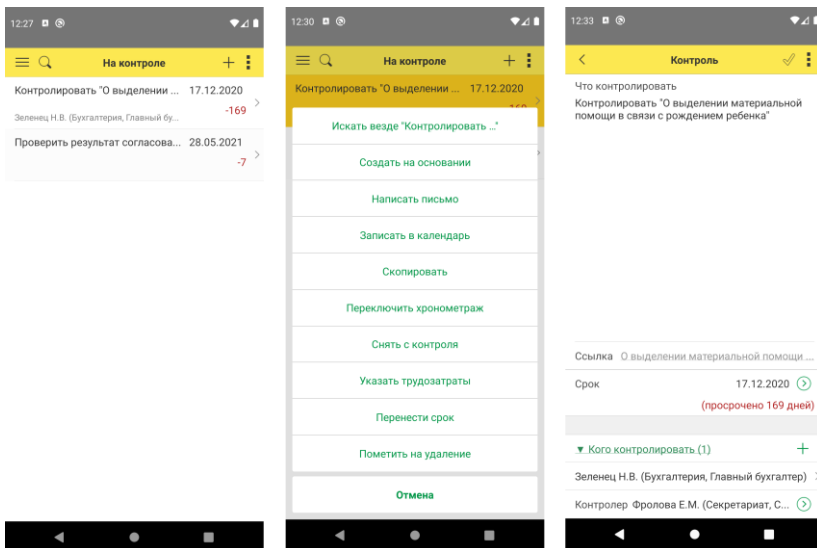 12:27
На контроле
Контролировать "О выделении ... 17.12.2020
-169
Зеленец Н.В. (Бухгалтерия, Главный бу...
Проверить результат согласова... 28.05.2021
-7
12:30
На контроле
Контролировать "О выделении ... 17.12.2020
Искать везде "Контролировать ..."
Создать на основании
Написать письмо
Записать в календарь
Скопировать
Переключить хронометраж
Снять с контроля
Указать трудозатраты
Перенести срок
Пометить на удаление
Отмена
12:33
Контроль
Что контролировать
Контролировать "О выделении материальной
помощи в связи с рождением ребенка"
Ссылка О выделении материальной помощи ...
Срок 17.12.2020
(просрочено 169 дней)
▼ Кого контролировать (1)
Зеленец Н.В. (Бухгалтерия, Главный бухгалтер)
Контролер Фролова Е.М. (Секретариат, С...